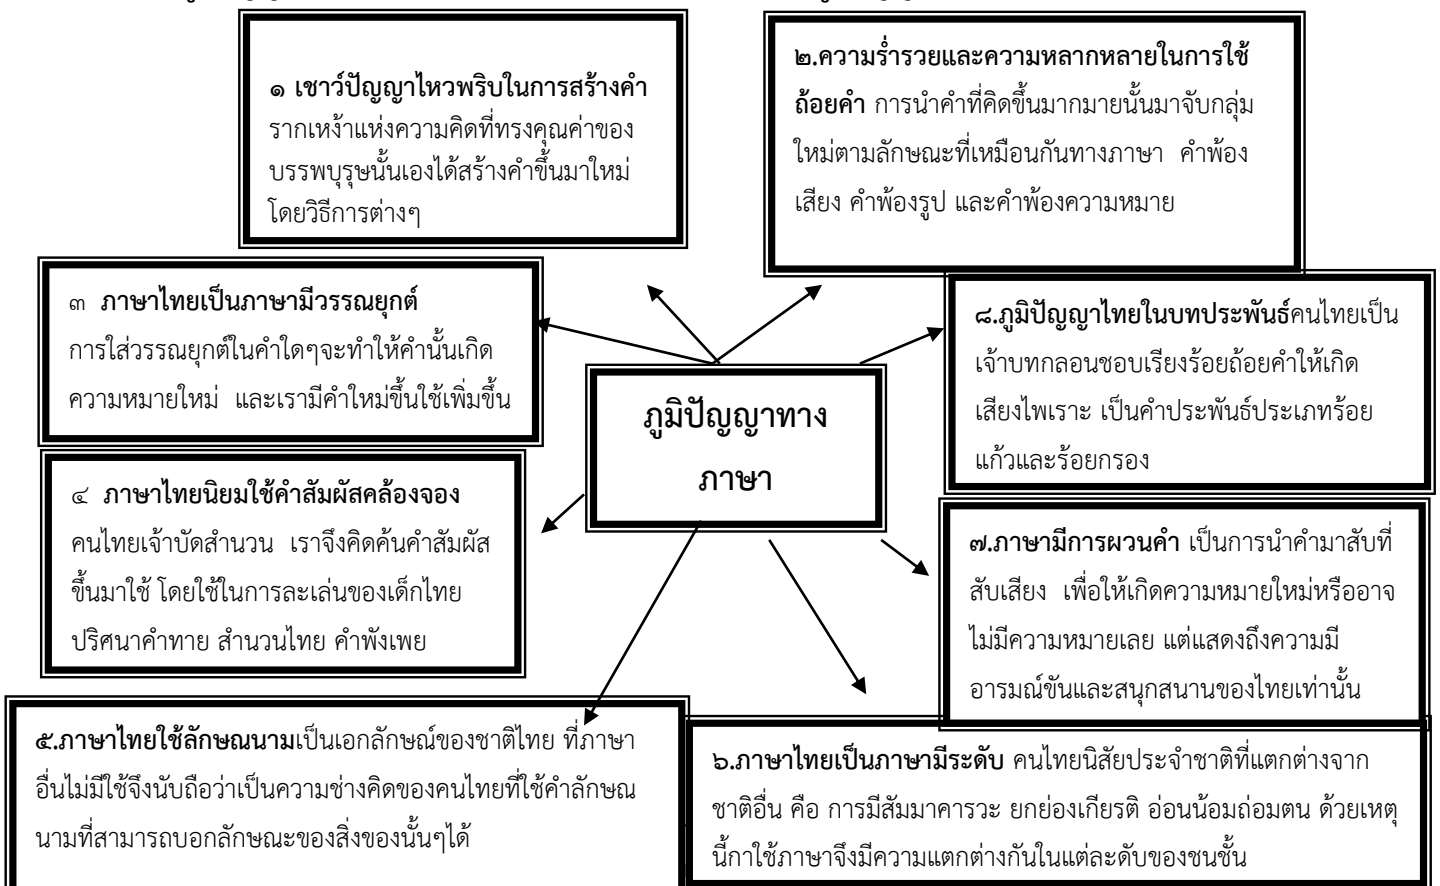 ๑ เชาว์ปัญญาไหวพริบในการสร้างคำ
รากเหง้าแห่งความคิดที่ทรงคุณค่าของ
บรรพบุรุษนั้นเองได้สร้างคำขึ้นมาใหม่
โดยวิธีการต่างๆ
๒.ความร่ำรวยและความหลากหลายในการใช้
ถ้อยคำ การนำคำที่คิดขึ้นมากมายนั้นมาจับกลุ่ม
ใหม่ตามลักษณะที่เหมือนกันทางภาษา คำพ้อง
เสียง คำพ้องรูป และคำพ้องความหมาย
๓ ภาษาไทยเป็นภาษามีวรรณยุกต์
การใส่วรรณยุกต์ในคำใดๆจะทำให้คำนั้นเกิด
ความหมายใหม่ และเรามีคำใหม่ขึ้นใช้เพิ่มขึ้น
๘.ภูมิปัญญาไทยในบทประพันธ์คนไทยเป็น
เจ้าบทกลอนชอบเรียงร้อยถ้อยคำให้เกิด
เสียงไพเราะ เป็นคำประพันธ์ประเภทร้อย
แก้วและร้อยกรอง
ภูมิปัญญาทาง
ภาษา
๔ ภาษาไทยนิยมใช้คำสัมผัสคล้องจอง
คนไทยเจ้าบัดสำนวน เราจึงคิดค้นคำสัมผัส
ขึ้นมาใช้ โดยใช้ในการละเล่นของเด็กไทย
ปริศนาคำทาย สำนวนไทย คำพังเพย
๗.ภาษามีการผวนคำ เป็นการนำคำมาสับที่
สับเสียง เพื่อให้เกิดความหมายใหม่หรืออาจ
ไม่มีความหมายเลย แต่แสดงถึงความมี
อารมณ์ขันและสนุกสนานของไทยเท่านั้น
๕.ภาษาไทยใช้ลักษณนามเป็นเอกลักษณ์ของชาติไทย ที่ภาษา
อื่นไม่มีใช้จึงนับถือว่าเป็นความช่างคิดของคนไทยที่ใช้คำลักษณ
นามที่สามารถบอกลักษณะของสิ่งของนั้นๆได้
๖.ภาษาไทยเป็นภาษามีระดับ คนไทยนิสัยประจำชาติที่แตกต่างจาก
ชาติอื่น คือ การมีสัมมาคารวะ ยกย่องเกียรติ อ่อนน้อมถ่อมตน ด้วยเหตุ
นี้กาใช้ภาษาจึงมีความแตกต่างกันในแต่ละดับของชนชั้น